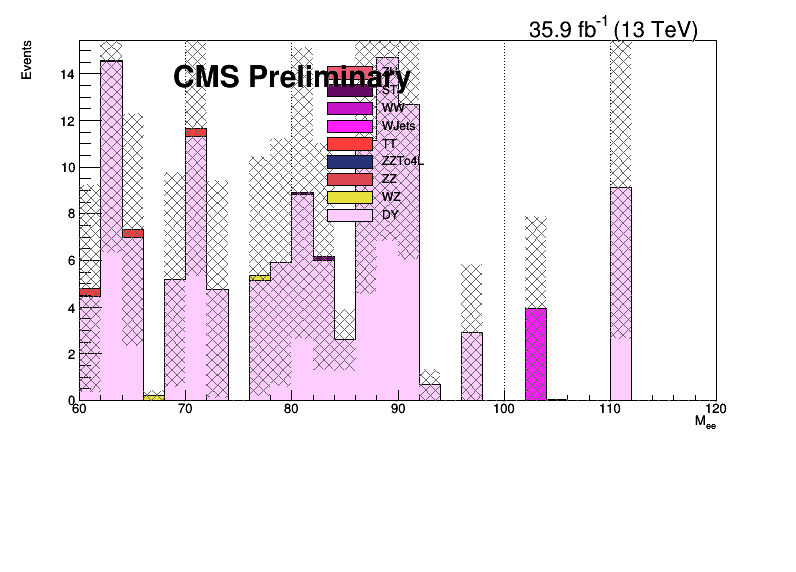 35.9 fb⁻¹ (13 TeV)
Events
CMS Preliminary
ST
WW
WJets
TT
ZZTo4L
ZZ
WZ
DY
14
12
10
8
6
4
2
0
60 70 80 90 100 110 120
Mee